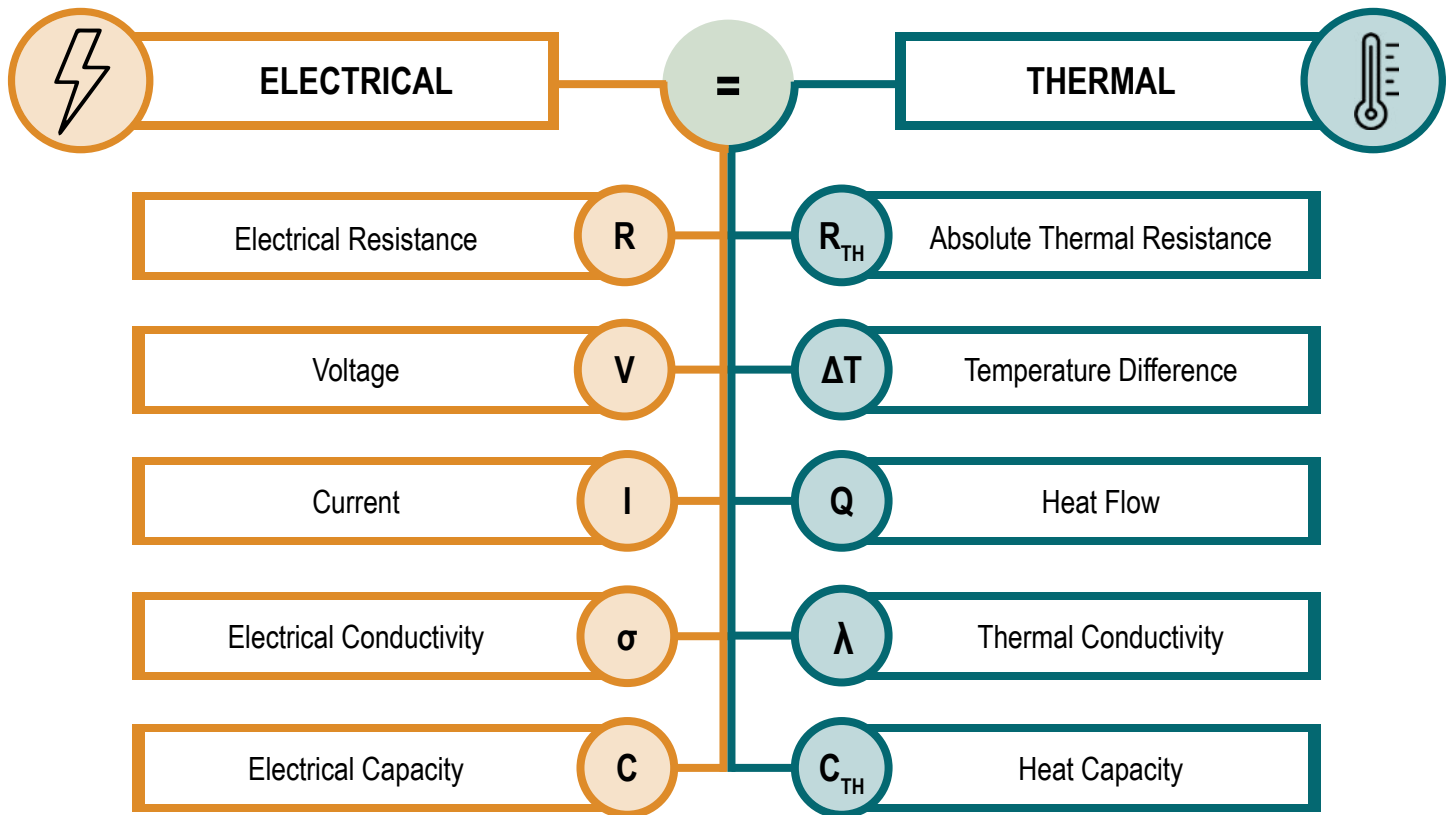 ELECTRICAL = THERMAL
Electrical Resistance R R_TH Absolute Thermal Resistance
Voltage V ΔT Temperature Difference
Current I Q Heat Flow
Electrical Conductivity σ λ Thermal Conductivity
Electrical Capacity C C_TH Heat Capacity